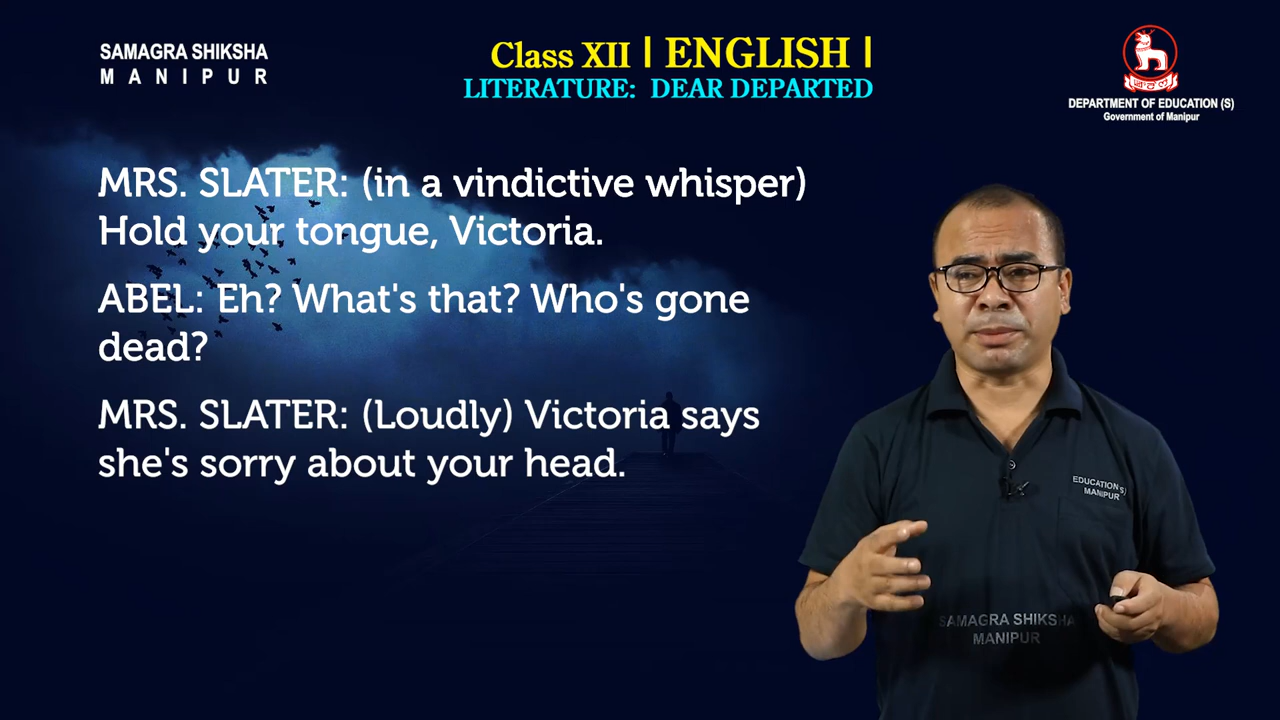 SAMAGRA SHIKSHA
MANIPUR
Class XII | ENGLISH |
LITERATURE: DEAR DEPARTED
DEPARTMENT OF EDUCATION (S)
Government of Manipur
MRS. SLATER: (in a vindictive whisper)
Hold your tongue, Victoria.
ABEL: Eh? What's that? Who's gone
dead?
MRS. SLATER: (Loudly) Victoria says
she's sorry about your head.
EDUCATION S)
MANIPUR
SAMAGRA SHIKSHA
MANIPUR